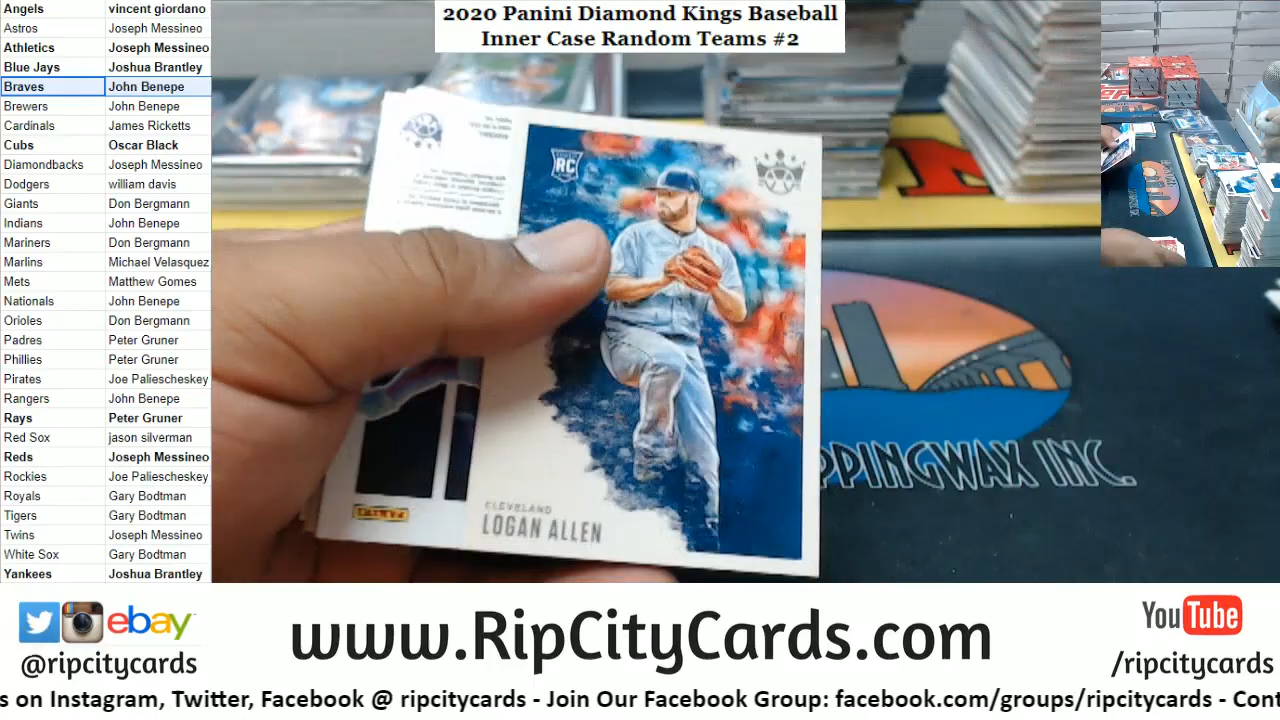 2020 Panini Diamond Kings Baseball
Inner Case Random Teams #2
Angels vincent giordano
Astros Joseph Messineo
Athletics Joseph Messineo
Blue Jays Joshua Brantley
Braves John Benepe
Brewers John Benepe
Cardinals James Ricketts
Cubs Oscar Black
Diamondbacks Joseph Messineo
Dodgers william davis
Giants Don Bergmann
Indians John Benepe
Mariners Don Bergmann
Marlins Michael Velasquez
Mets Matthew Gomes
Nationals John Benepe
Orioles Don Bergmann
Padres Peter Gruner
Phillies Peter Gruner
Pirates Joe Paliescheskey
Rangers John Benepe
Rays Peter Gruner
Red Sox jason silverman
Reds Joseph Messineo
Rockies Joe Paliescheskey
Royals Gary Bodtman
Tigers Gary Bodtman
Twins Joseph Messineo
White Sox Gary Bodtman
Yankees Joshua Brantley
RC
CLEVELAND
LOGAN ALLEN
PANINI
PPINGWAX INC.
ebay
@ripcitycards
www.RipCityCards.com
YouTube
/ripcitycards
s on Instagram, Twitter, Facebook @ ripcitycards - Join Our Facebook Group: facebook.com/groups/ripcitycards - Cont